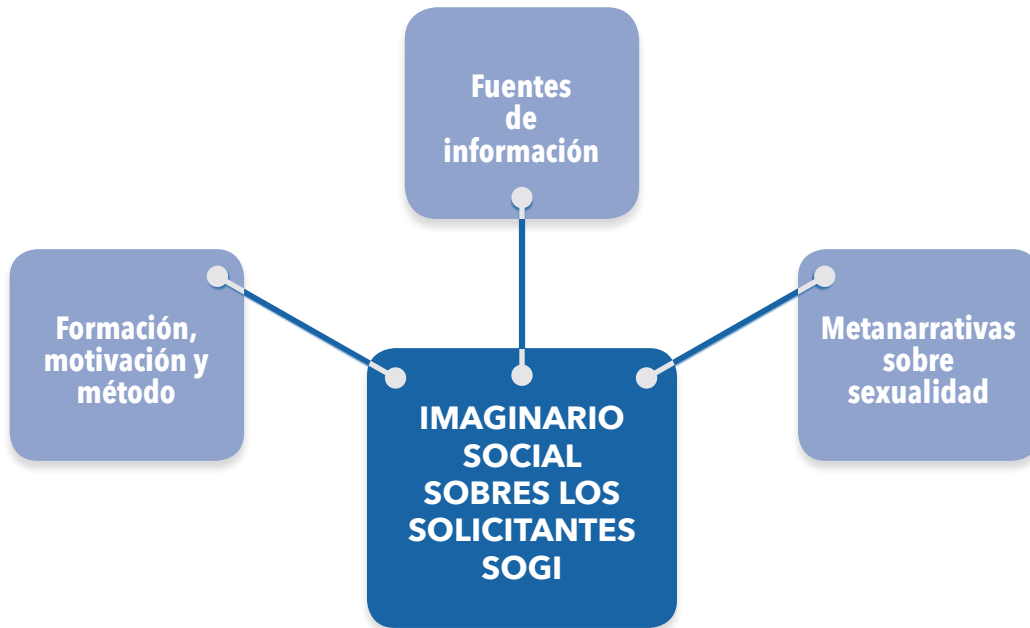 Fuentes
de
información
Formación,
motivación y
método
Metanarrativas
sobre
sexualidad
IMAGINARIO
SOCIAL
SOBRES LOS
SOLICITANTES
SOGI